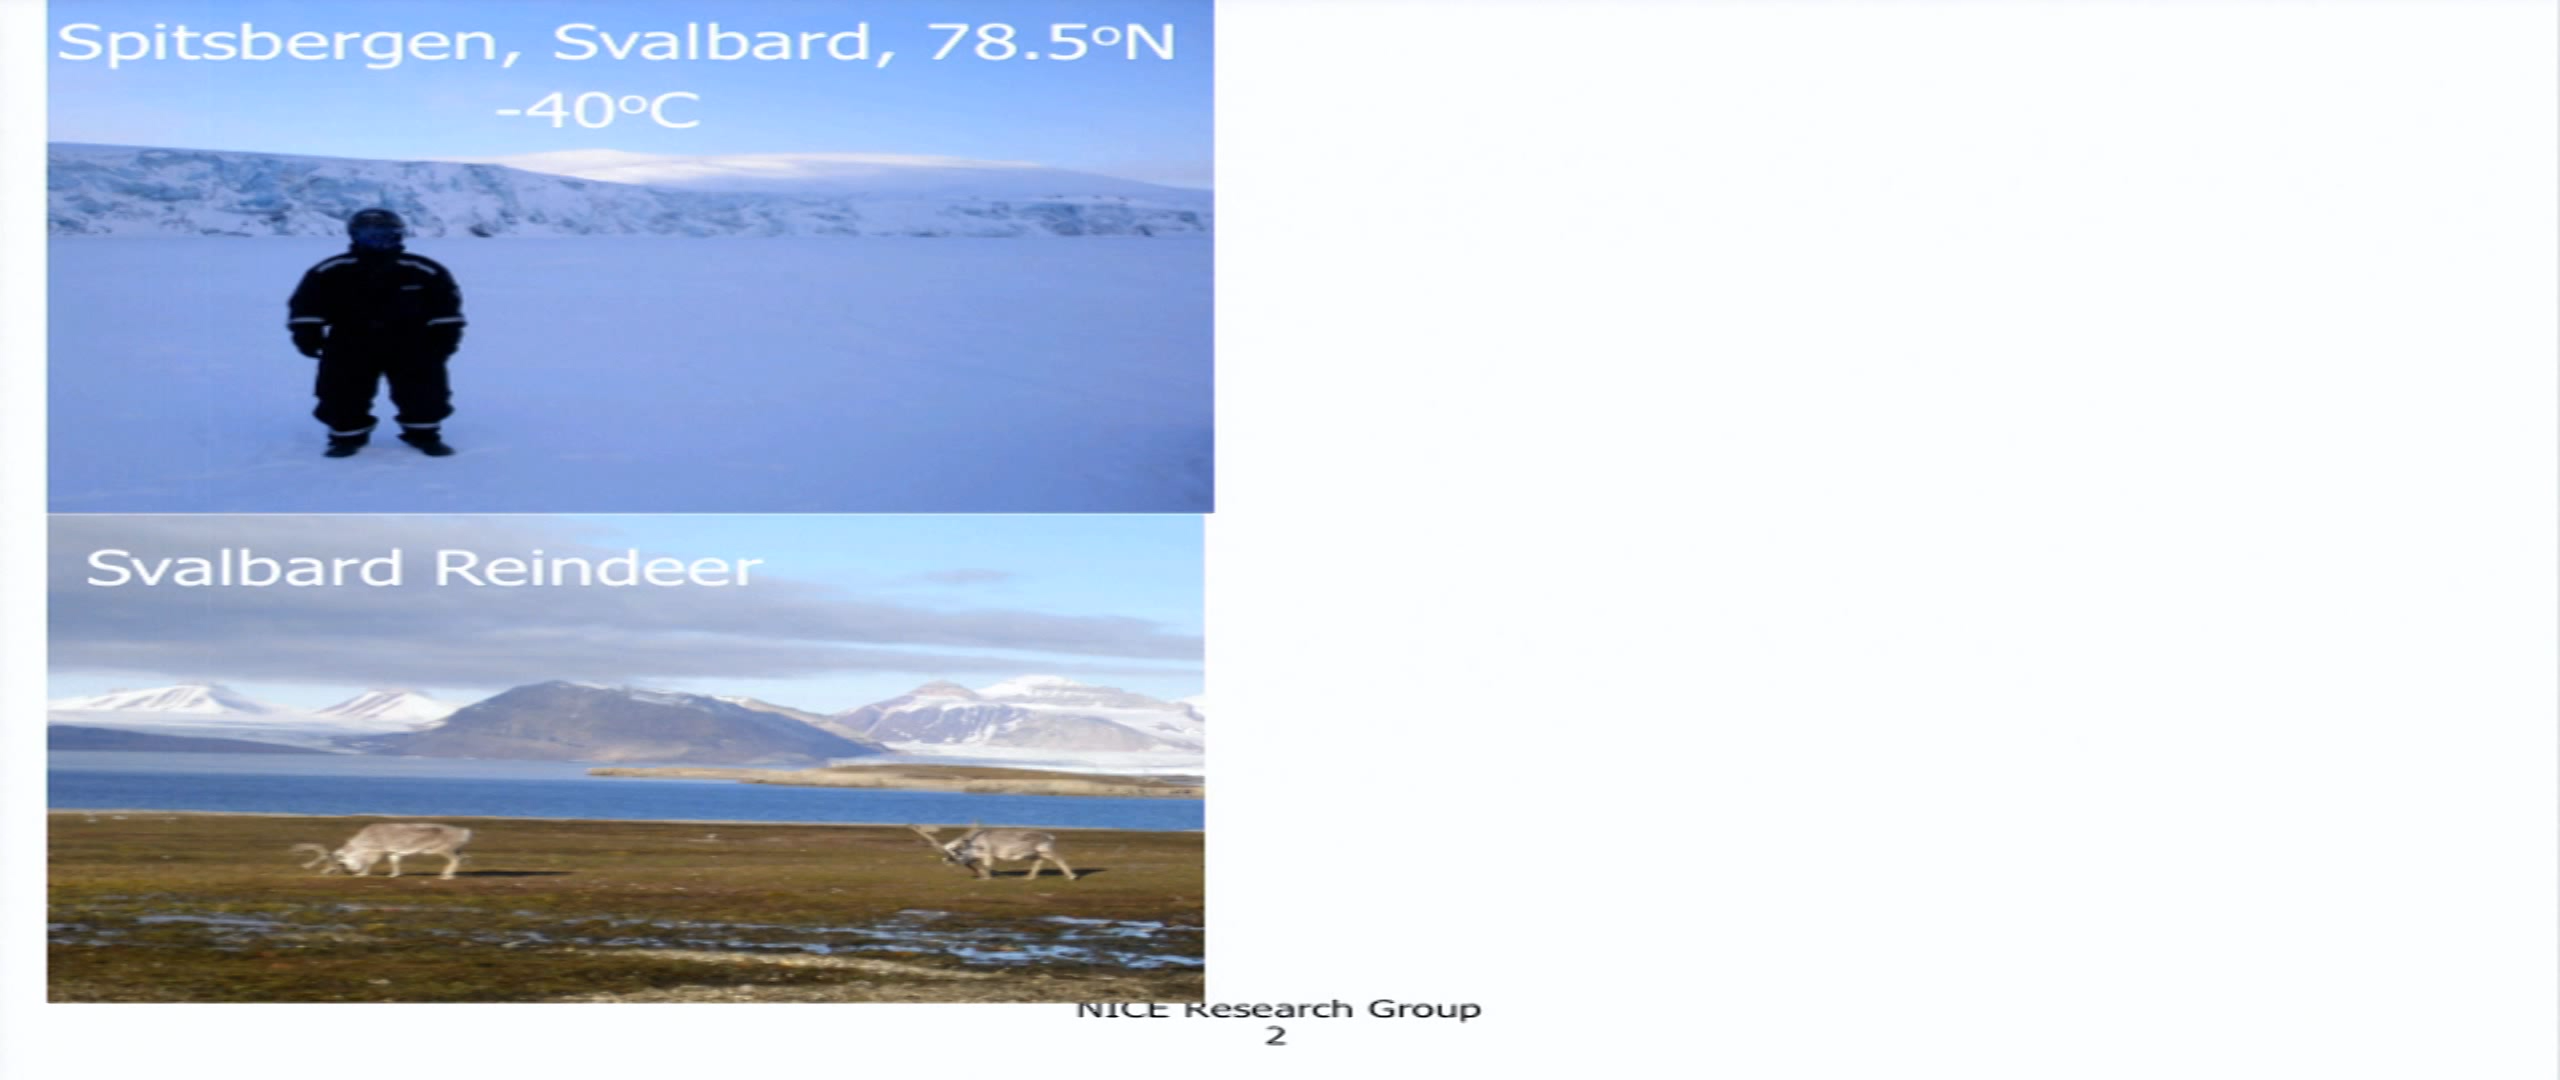 Spitsbergen, Svalbard, 78.5ºN
-40ºC
Svalbard Reindeer
NICE Research Group
2